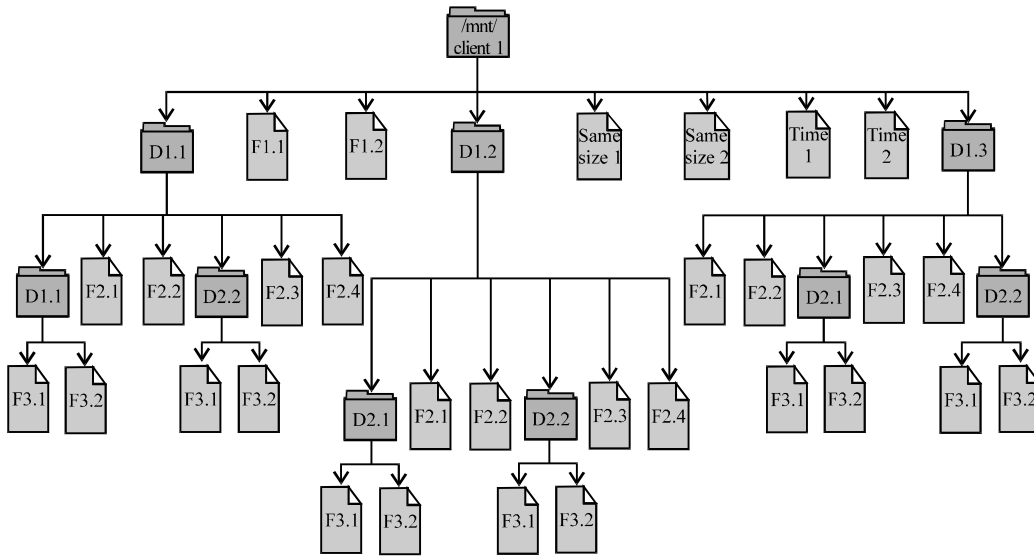 /mnt/
client 1
D1.1
F1.1
F1.2
D1.2
Same
size 1
Same
size 2
Time
1
Time
2
D1.3
D1.1
F2.1
F2.2
D2.2
F2.3
F2.4
F2.1
F2.2
D2.1
F2.3
F2.4
D2.2
F3.1
F3.2
F3.1
F3.2
F3.1
F3.2
F3.1
F3.2
D2.1
F2.1
F2.2
D2.2
F2.3
F2.4
F3.1
F3.2
F3.1
F3.2